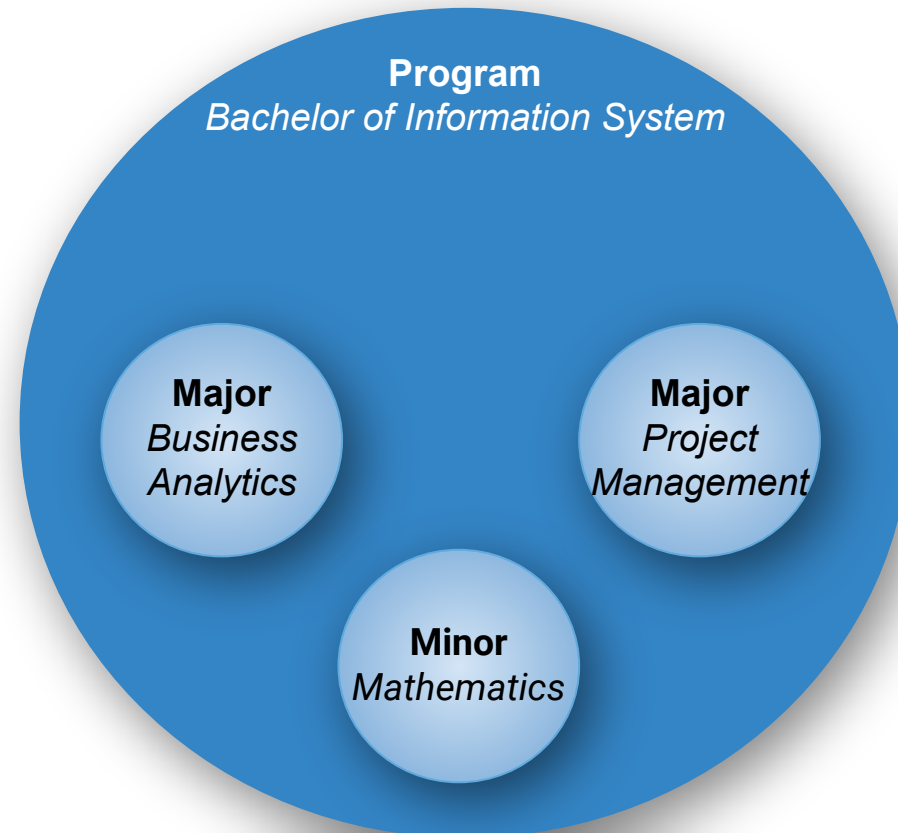 Program
Bachelor of Information System
Major
Business
Analytics
Major
Project
Management
Minor
Mathematics